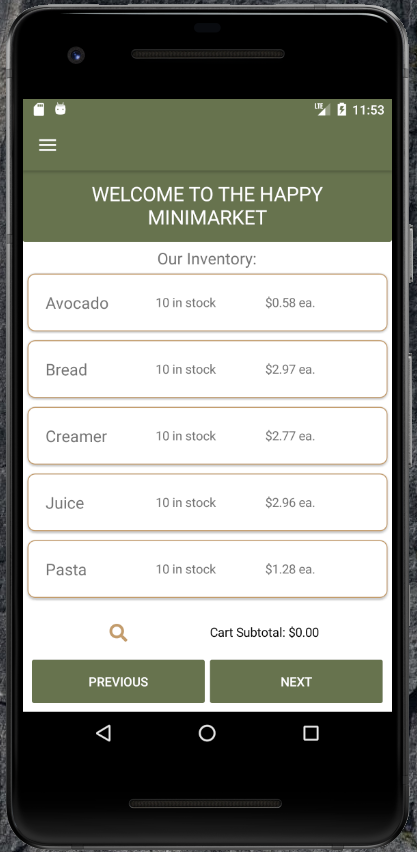 LTE 11:53
WELCOME TO THE HAPPY
MINIMARKET
Our Inventory:
Avocado 10 in stock $0.58 ea.
Bread 10 in stock $2.97 ea.
Creamer 10 in stock $2.77 ea.
Juice 10 in stock $2.96 ea.
Pasta 10 in stock $1.28 ea.
Cart Subtotal: $0.00
PREVIOUS NEXT